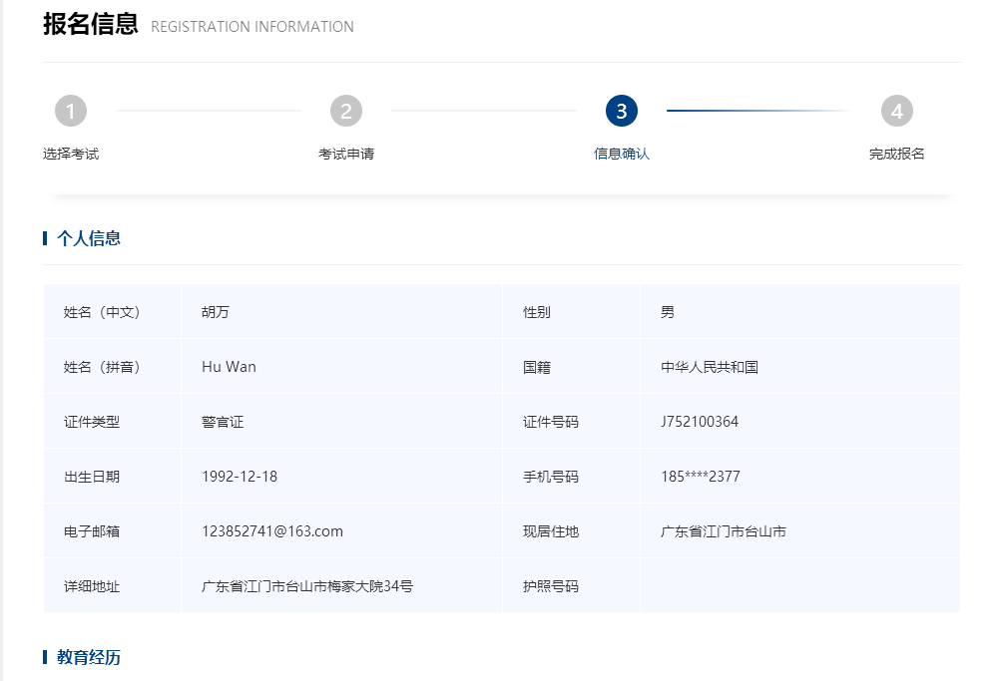 报名信息 REGISTRATION INFORMATION
1 2 3 4
选择考试 考试申请 信息确认 完成报名
个人信息
姓名（中文） 胡万 性别 男
姓名（拼音） Hu Wan 国籍 中华人民共和国
证件类型 警官证 证件号码 J752100364
出生日期 1992-12-18 手机号码 185****2377
电子邮箱 123852741@163.com 现居住地 广东省江门市台山市
详细地址 广东省江门市台山市梅家大院34号 护照号码
教育经历